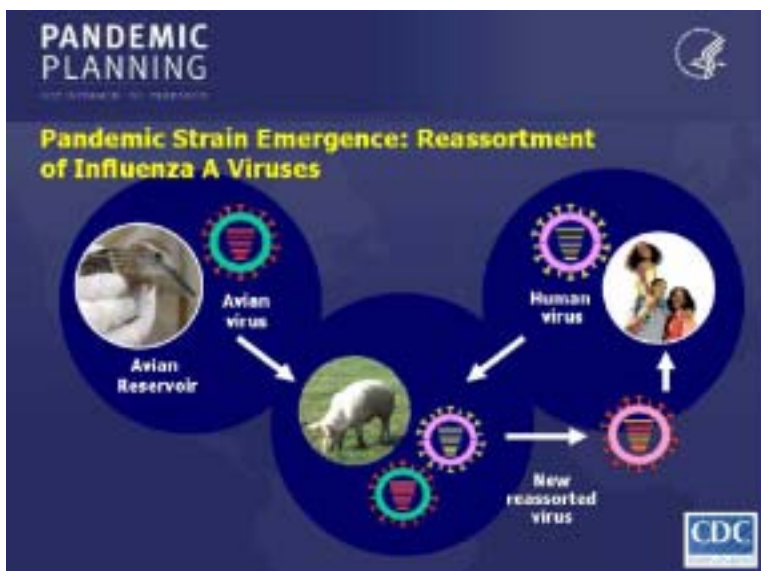 PANDEMIC
PLANNING
Pandemic Strain Emergence: Reassortment
of Influenza A Viruses
Avian
virus
Human
virus
Avian
Reservoir
New
reassorted
virus
CDC